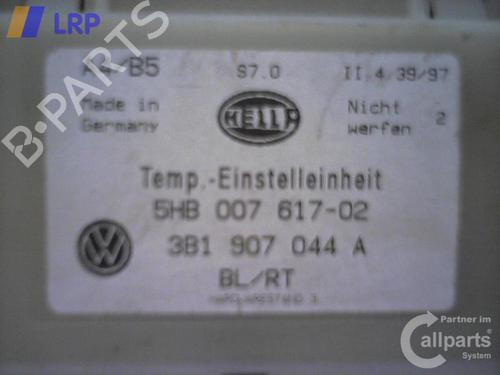 LRP
/B5 97.0 II.4 39/97
Made in Germany
HELLA
Nicht werfen 2
Temp.-Einstelleinheit
5HB 007 617-02
3B1 907 044 A
BL/RT
Partner im
callparts
System